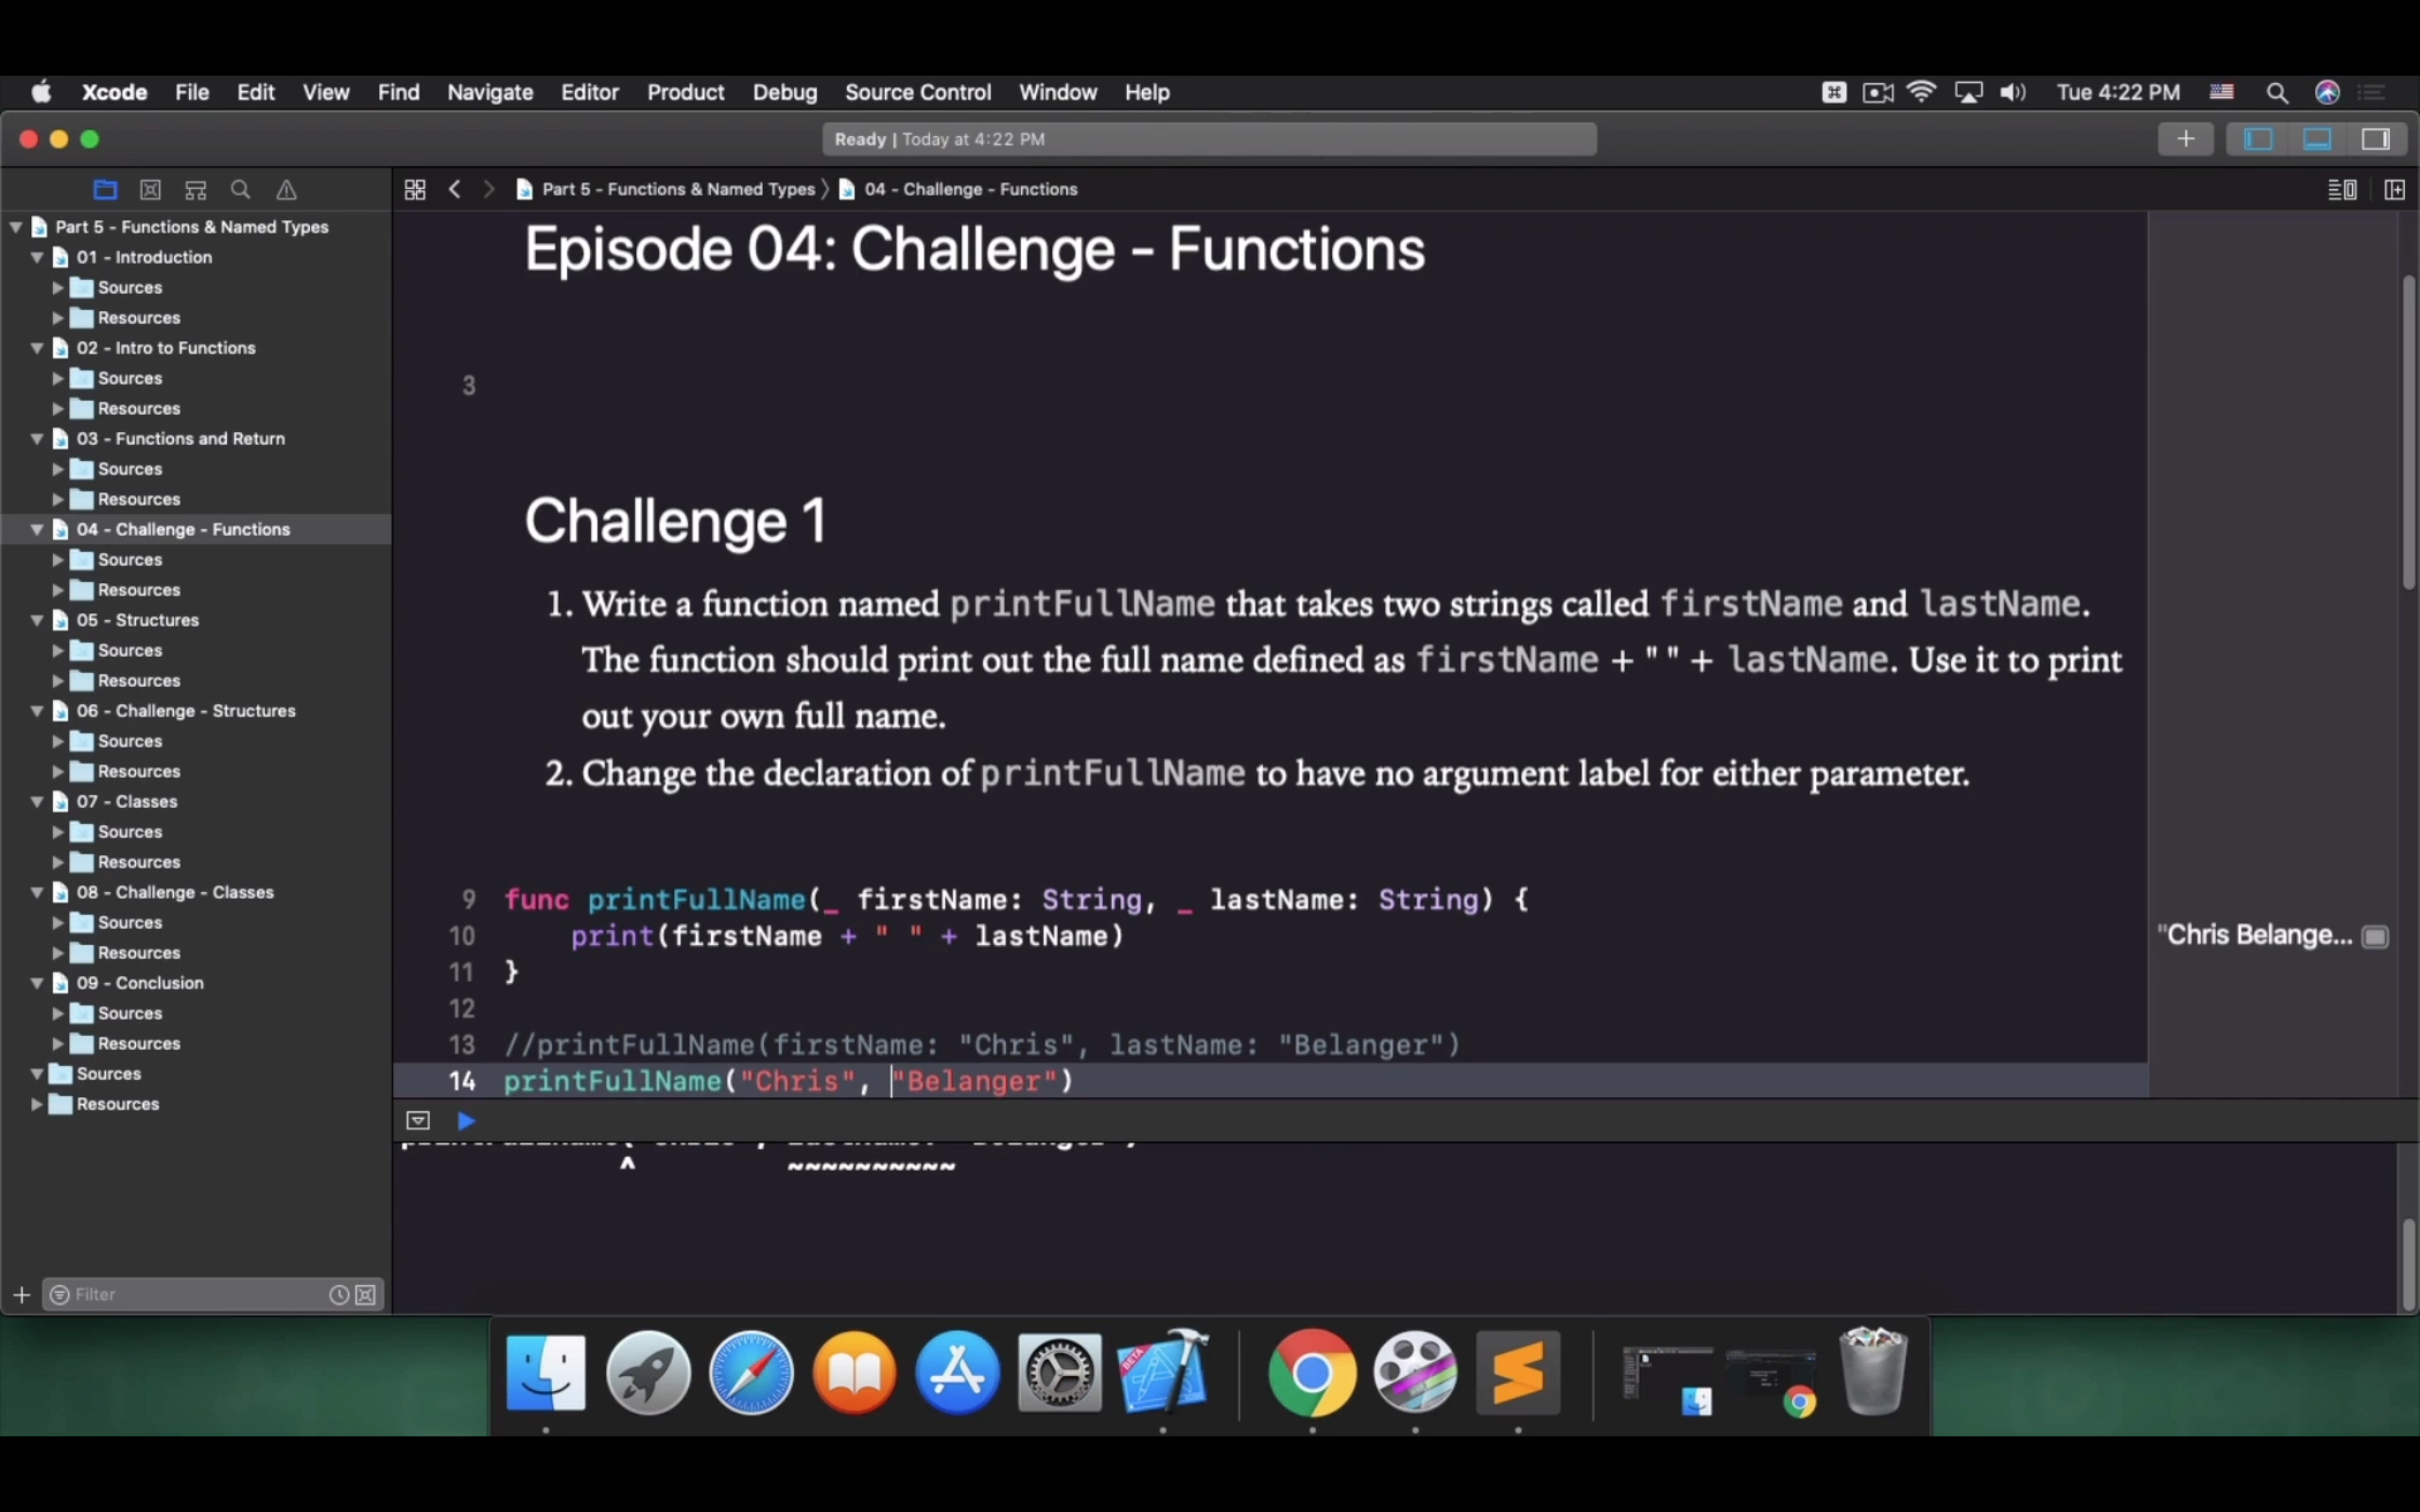 Xcode File Edit View Find Navigate Editor Product Debug Source Control Window Help Tue 4:22 PM
Ready | Today at 4:22 PM
Part 5 - Functions & Named Types 04 - Challenge - Functions
Part 5 - Functions & Named Types
01 - Introduction
Sources
Resources
02 - Intro to Functions
Sources
Resources
03 - Functions and Return
Sources
Resources
04 - Challenge - Functions
Sources
Resources
05 - Structures
Sources
Resources
06 - Challenge - Structures
Sources
Resources
07 - Classes
Sources
Resources
08 - Challenge - Classes
Sources
Resources
09 - Conclusion
Sources
Resources
Sources
Resources
Filter
Episode 04: Challenge - Functions
3
Challenge 1
1. Write a function named printFullName that takes two strings called firstName and lastName.
The function should print out the full name defined as firstName + " " + lastName. Use it to print
out your own full name.
2. Change the declaration of printFullName to have no argument label for either parameter.
9 func printFullName(_ firstName: String, _ lastName: String) {
10 print(firstName + " " + lastName)
11 }
12
13 //printFullName(firstName: "Chris", lastName: "Belanger")
14 printFullName("Chris", "Belanger")
"Chris Belange...
^ ~~~~~~~~~~
BETA